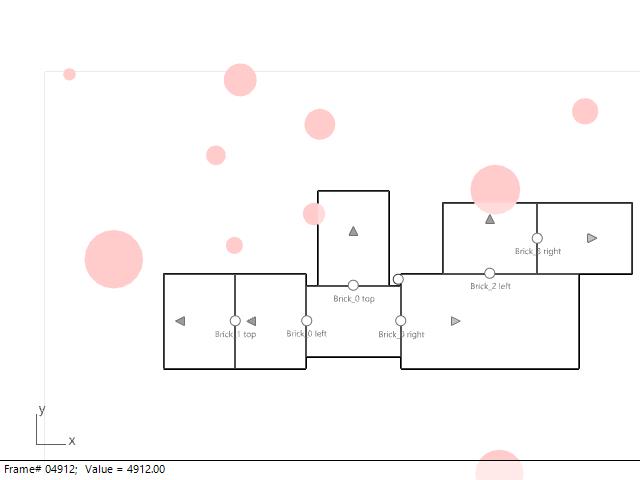 Brick_3 right
Brick_2 left
Brick_0 top
Brick_1 top
Brick_0 left
Brick_0 right
y
x
Frame# 04912; Value = 4912.00